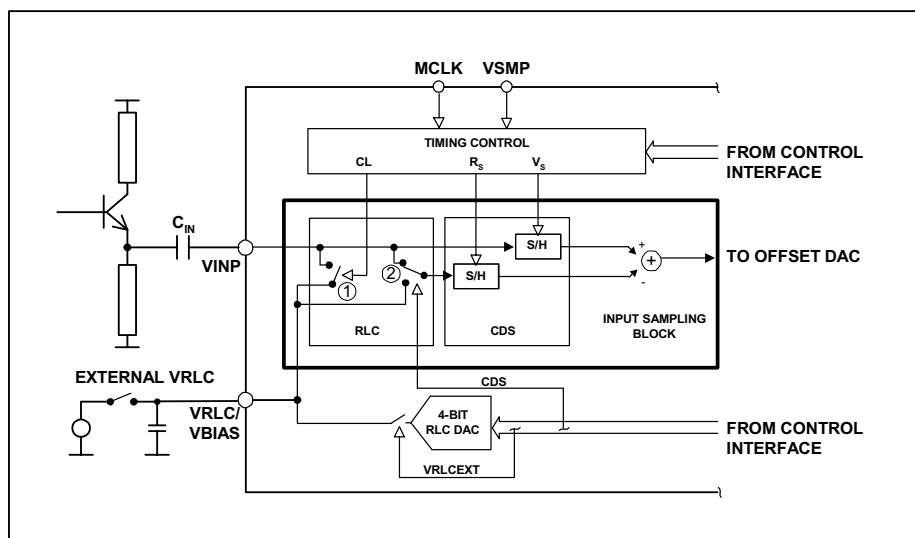 MCLK VSMP
TIMING CONTROL
CL RS VS
FROM CONTROL
INTERFACE
CIN
VINP
S/H
TO OFFSET DAC
+
+
-
S/H
1
2
RLC
CDS
INPUT SAMPLING
BLOCK
EXTERNAL VRLC
CDS
VRLC/
VBIAS
4-BIT
RLC DAC
FROM CONTROL
INTERFACE
VRLCEXT